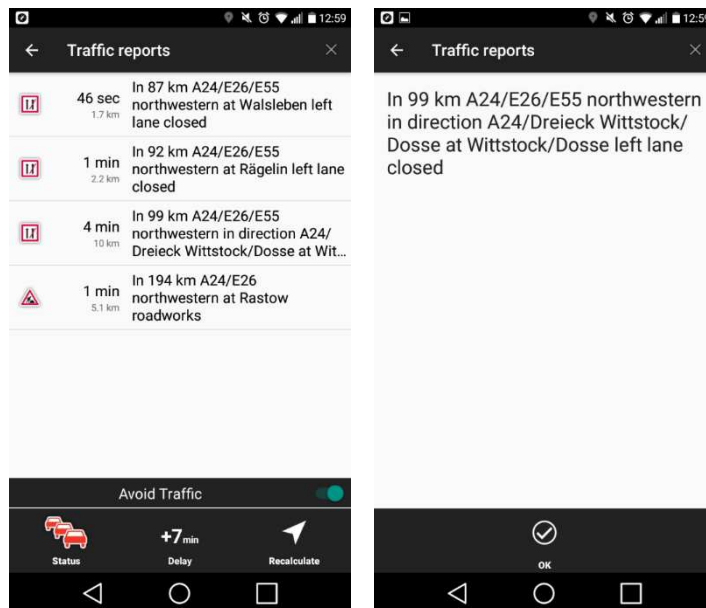 12:59
Traffic reports
46 sec
1.7 km
In 87 km A24/E26/E55
northwestern at Walsleben left
lane closed
1 min
2.2 km
In 92 km A24/E26/E55
northwestern at Rägelin left lane
closed
4 min
10 km
In 99 km A24/E26/E55
northwestern in direction A24/
Dreieck Wittstock/Dosse at Wit...
1 min
5.1 km
In 194 km A24/E26
northwestern at Rastow
roadworks
Avoid Traffic
Status
+7 min
Delay
Recalculate
12:59
Traffic reports
In 99 km A24/E26/E55 northwestern
in direction A24/Dreieck Wittstock/
Dosse at Wittstock/Dosse left lane
closed
OK